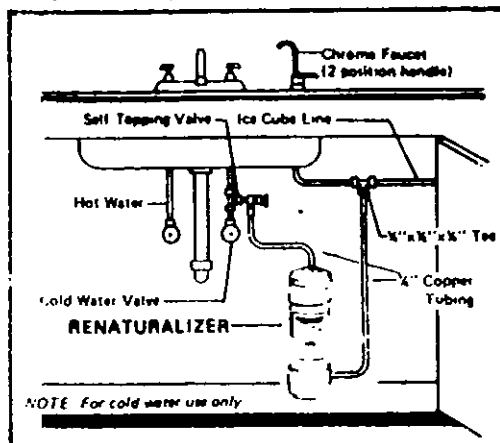 Chrome Faucet
(2 position handle)
Self Tapping Valve
Ice Cube Line
Hot Water
¼"x¼"x¼" Tee
Cold Water Valve
¼" Copper
Tubing
RENATURALIZER
NOTE For cold water use only